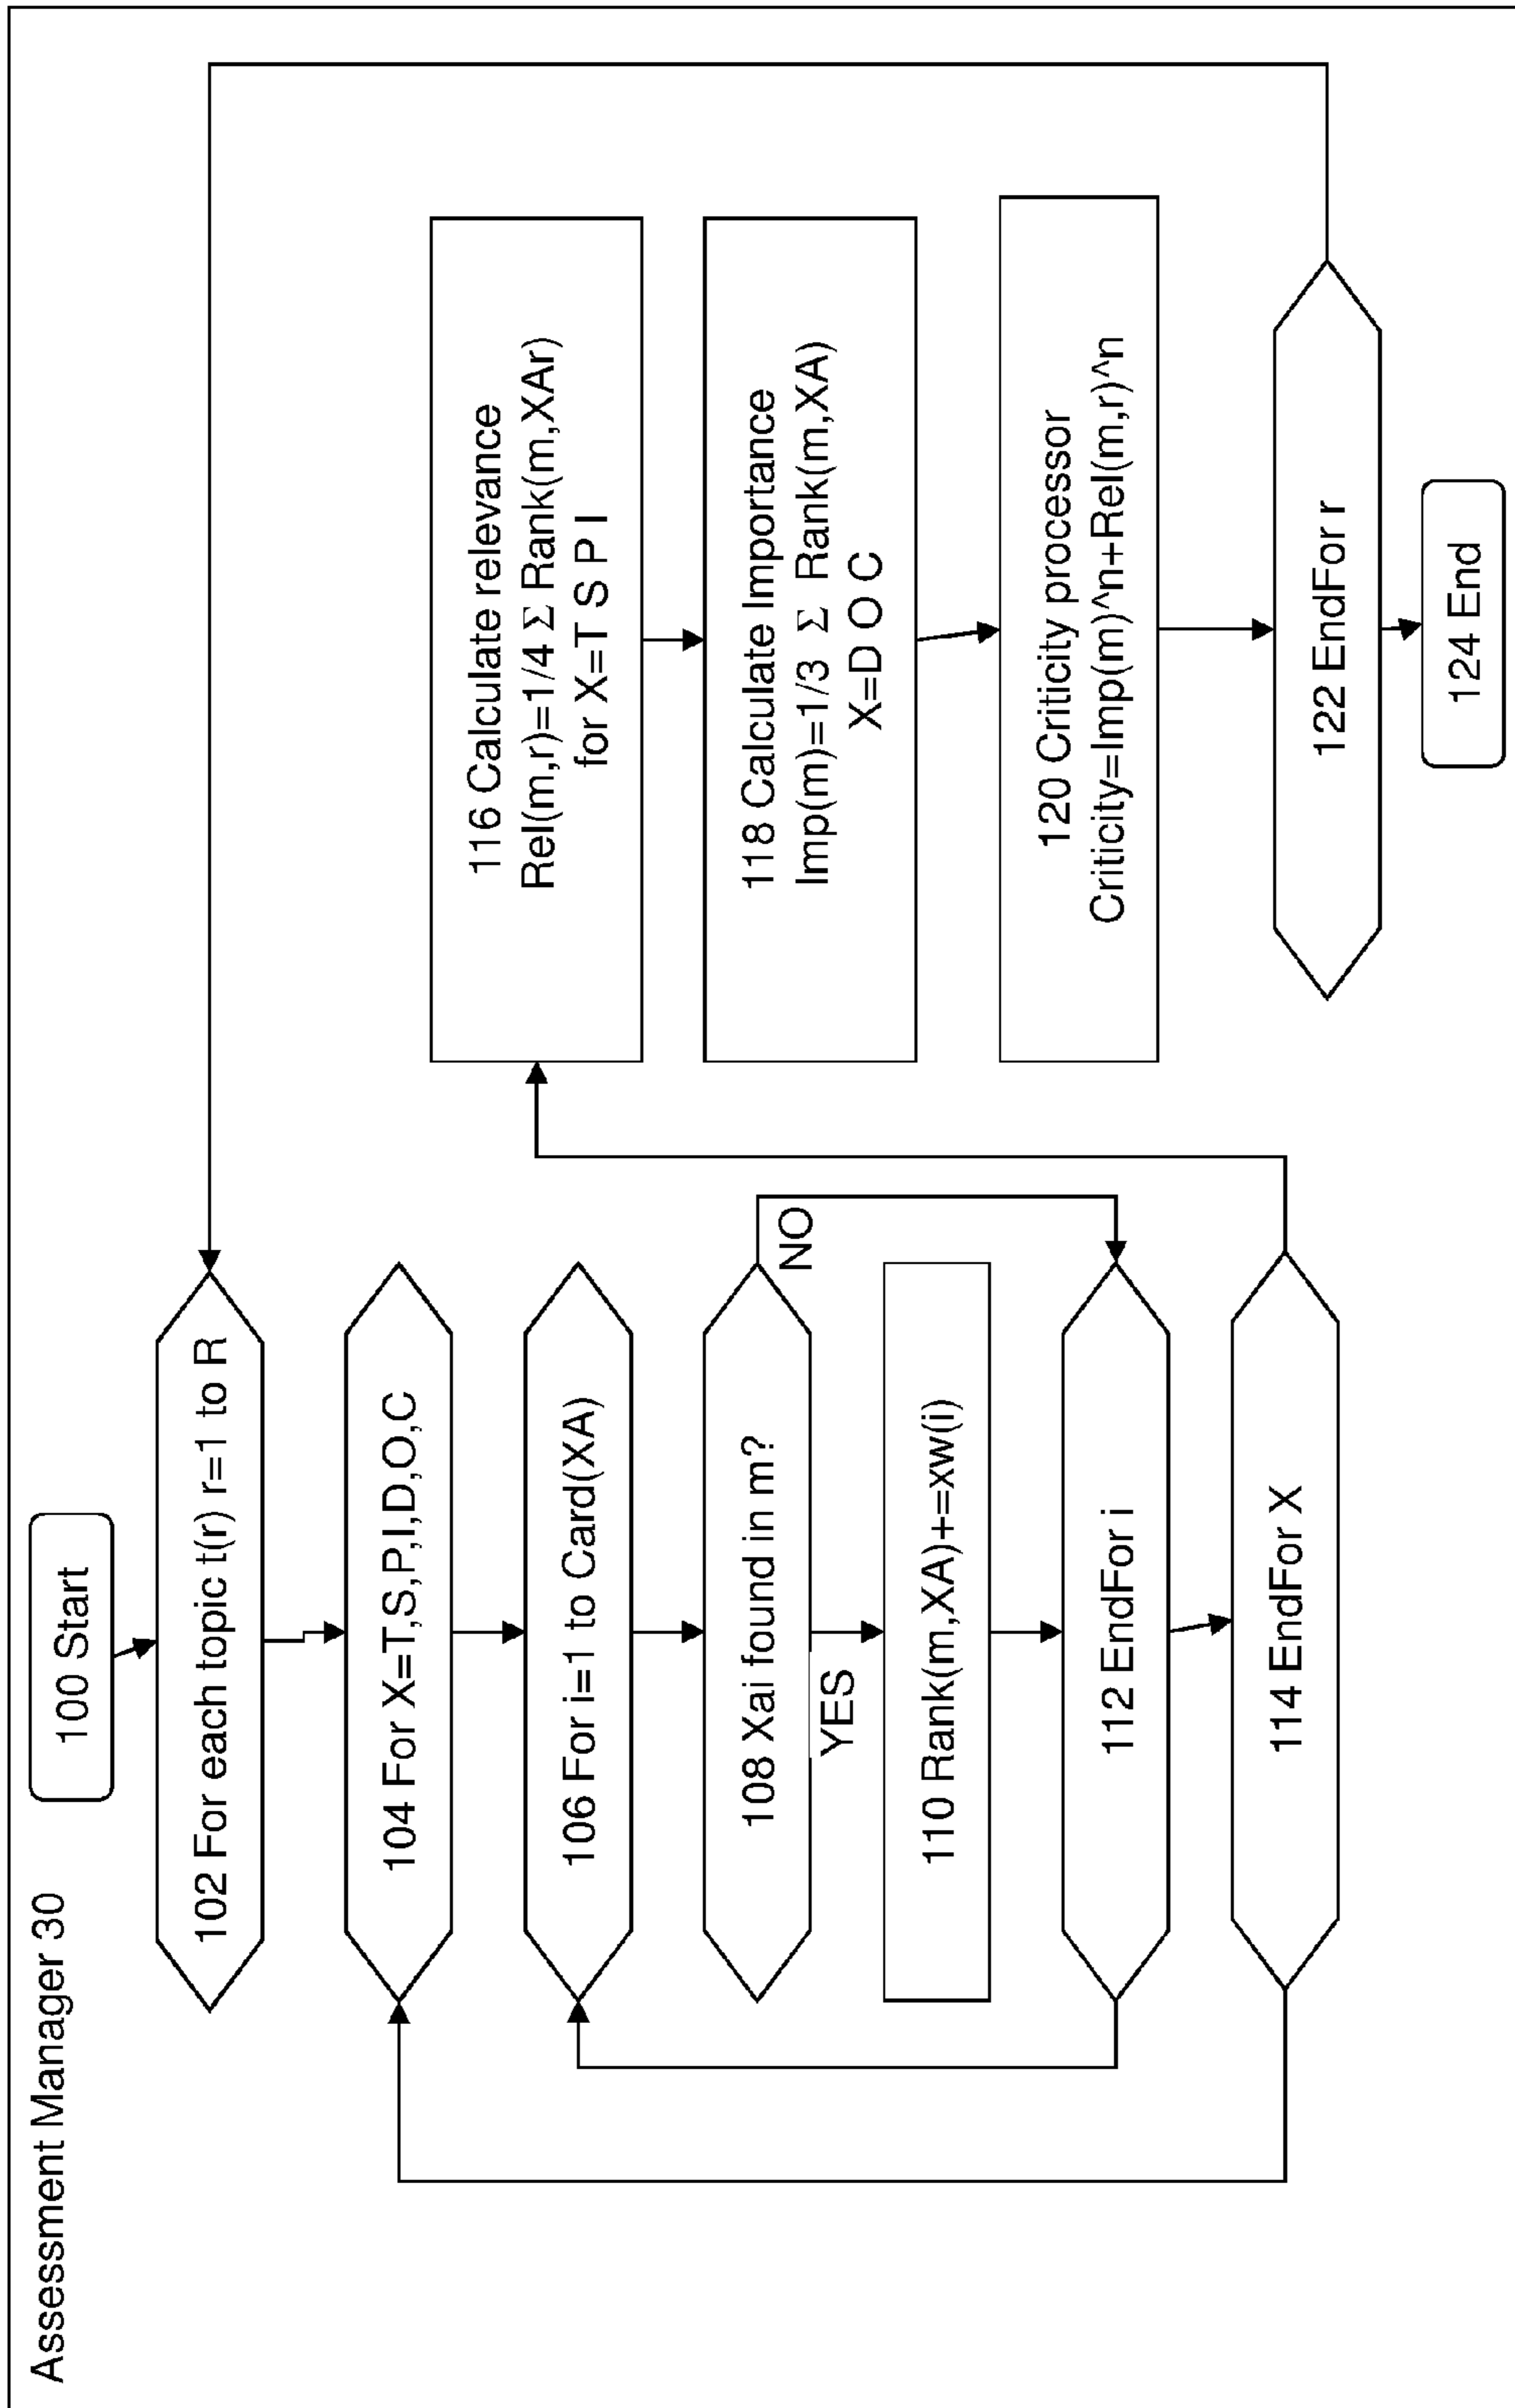 Assessment Manager 30
100 Start
102 For each topic t(r) r=1 to R
104 For X=T,S,P,I,D,O,C
106 For i=1 to Card(XA)
108 Xai found in m?
NO
YES
110 Rank(m,XA)+=xw(i)
112 EndFor i
114 EndFor X
116 Calculate relevance
Rel(m,r)=1/4 Σ Rank(m,XAr)
for X=T S P I
118 Calculate Importance
Imp(m)=1/3 Σ Rank(m,XA)
X=D O C
120 Criticity processor
Criticity=Imp(m)^n+Rel(m,r)^n
122 EndFor r
124 End